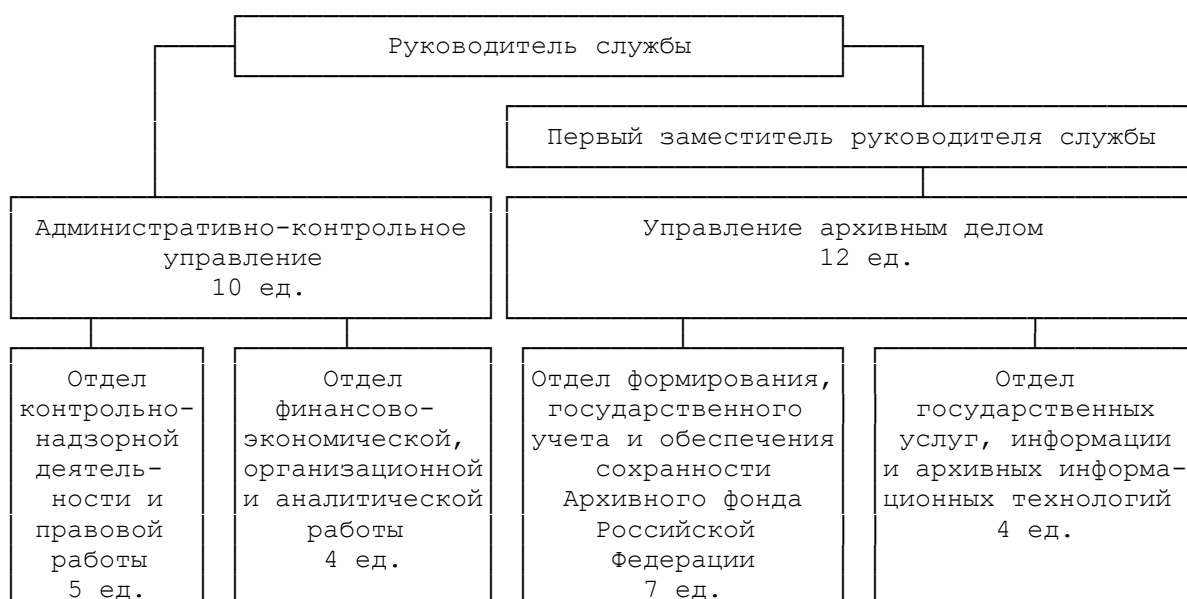 Руководитель службы
Первый заместитель руководителя службы
Административно-контрольное
управление
10 ед.
Управление архивным делом
12 ед.
Отдел
контрольно-
надзорной
деятель-
ности и
правовой
работы
5 ед.
Отдел
финансово-
экономической,
организационной
и аналитической
работы
4 ед.
Отдел формирования,
государственного
учета и обеспечения
сохранности
Архивного фонда
Российской
Федерации
7 ед.
Отдел
государственных
услуг, информации
и архивных информа-
ционных технологий
4 ед.